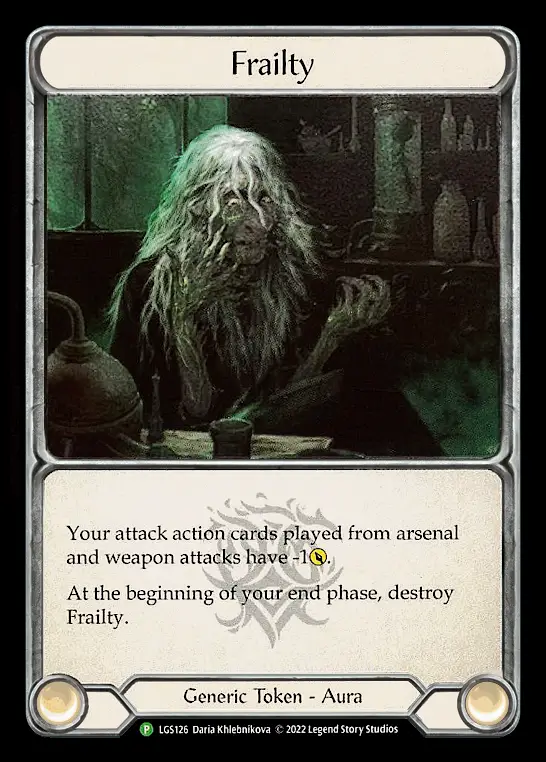 Frailty
Your attack action cards played from arsenal
and weapon attacks have -1.
At the beginning of your end phase, destroy
Frailty.
Generic Token - Aura
P LGS126 Daria Khlebnikova © 2022 Legend Story Studios